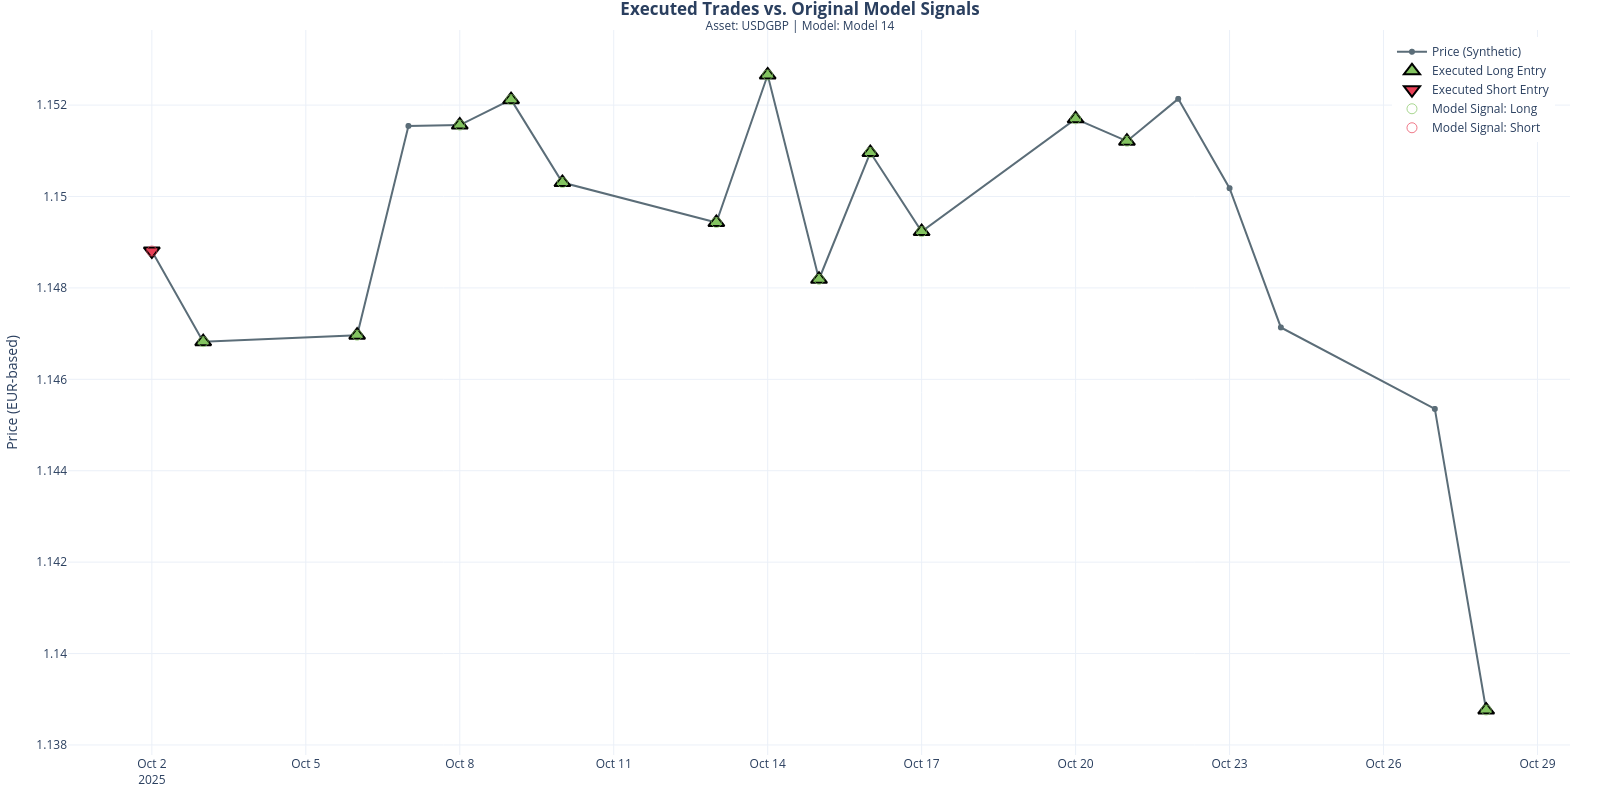 Executed Trades vs. Original Model Signals
Asset: USDGBP | Model: Model 14
Price (Synthetic)
Executed Long Entry
Executed Short Entry
Model Signal: Long
Model Signal: Short
Price (EUR-based)
1.152
1.15
1.148
1.146
1.144
1.142
1.14
1.138
Oct 2
2025
Oct 5
Oct 8
Oct 11
Oct 14
Oct 17
Oct 20
Oct 23
Oct 26
Oct 29